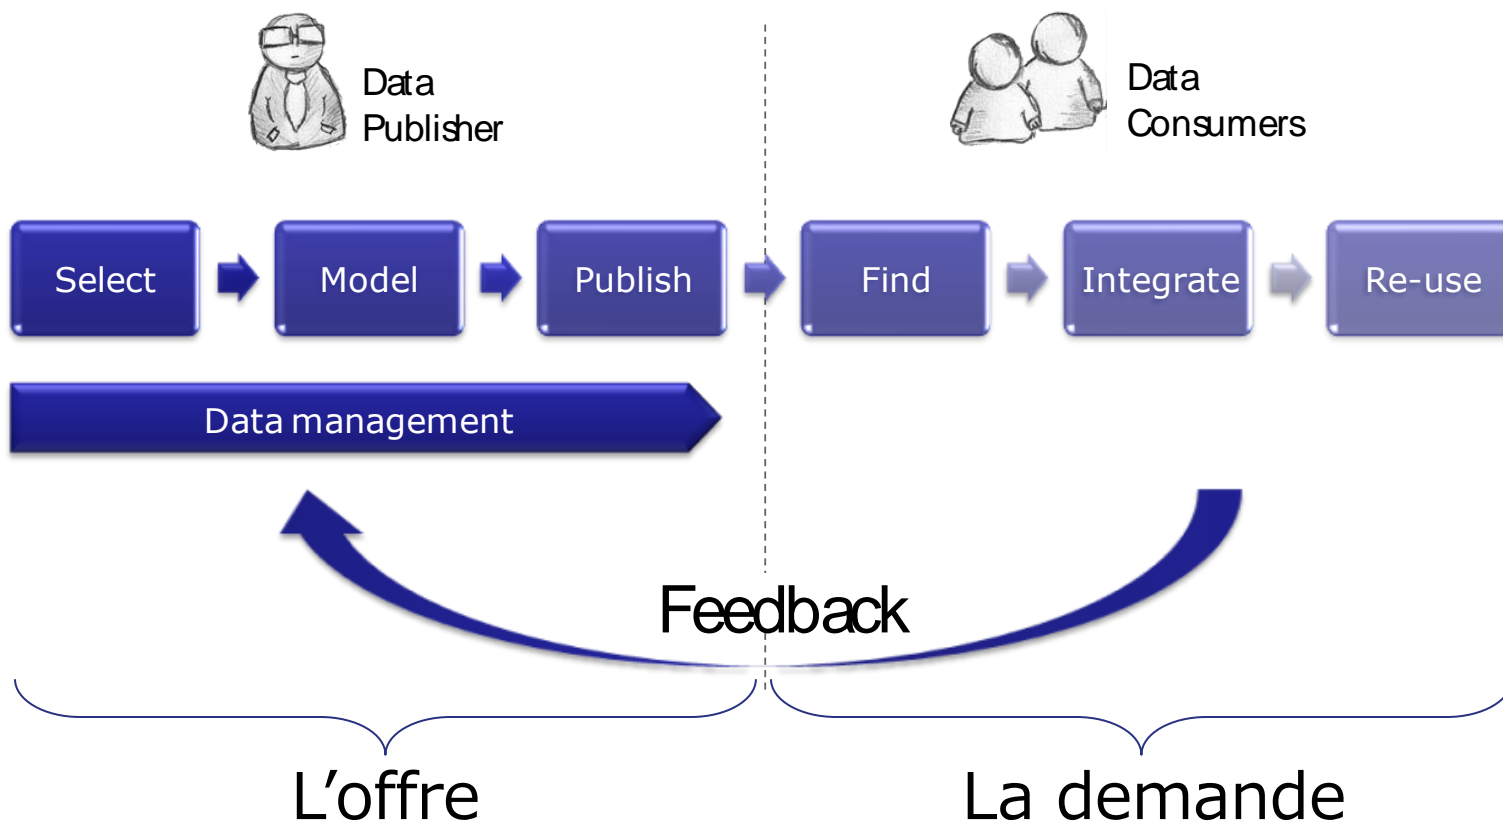 Data
Publisher
Data
Consumers
Select
Model
Publish
Find
Integrate
Re-use
Data management
Feedback
L’offre
La demande